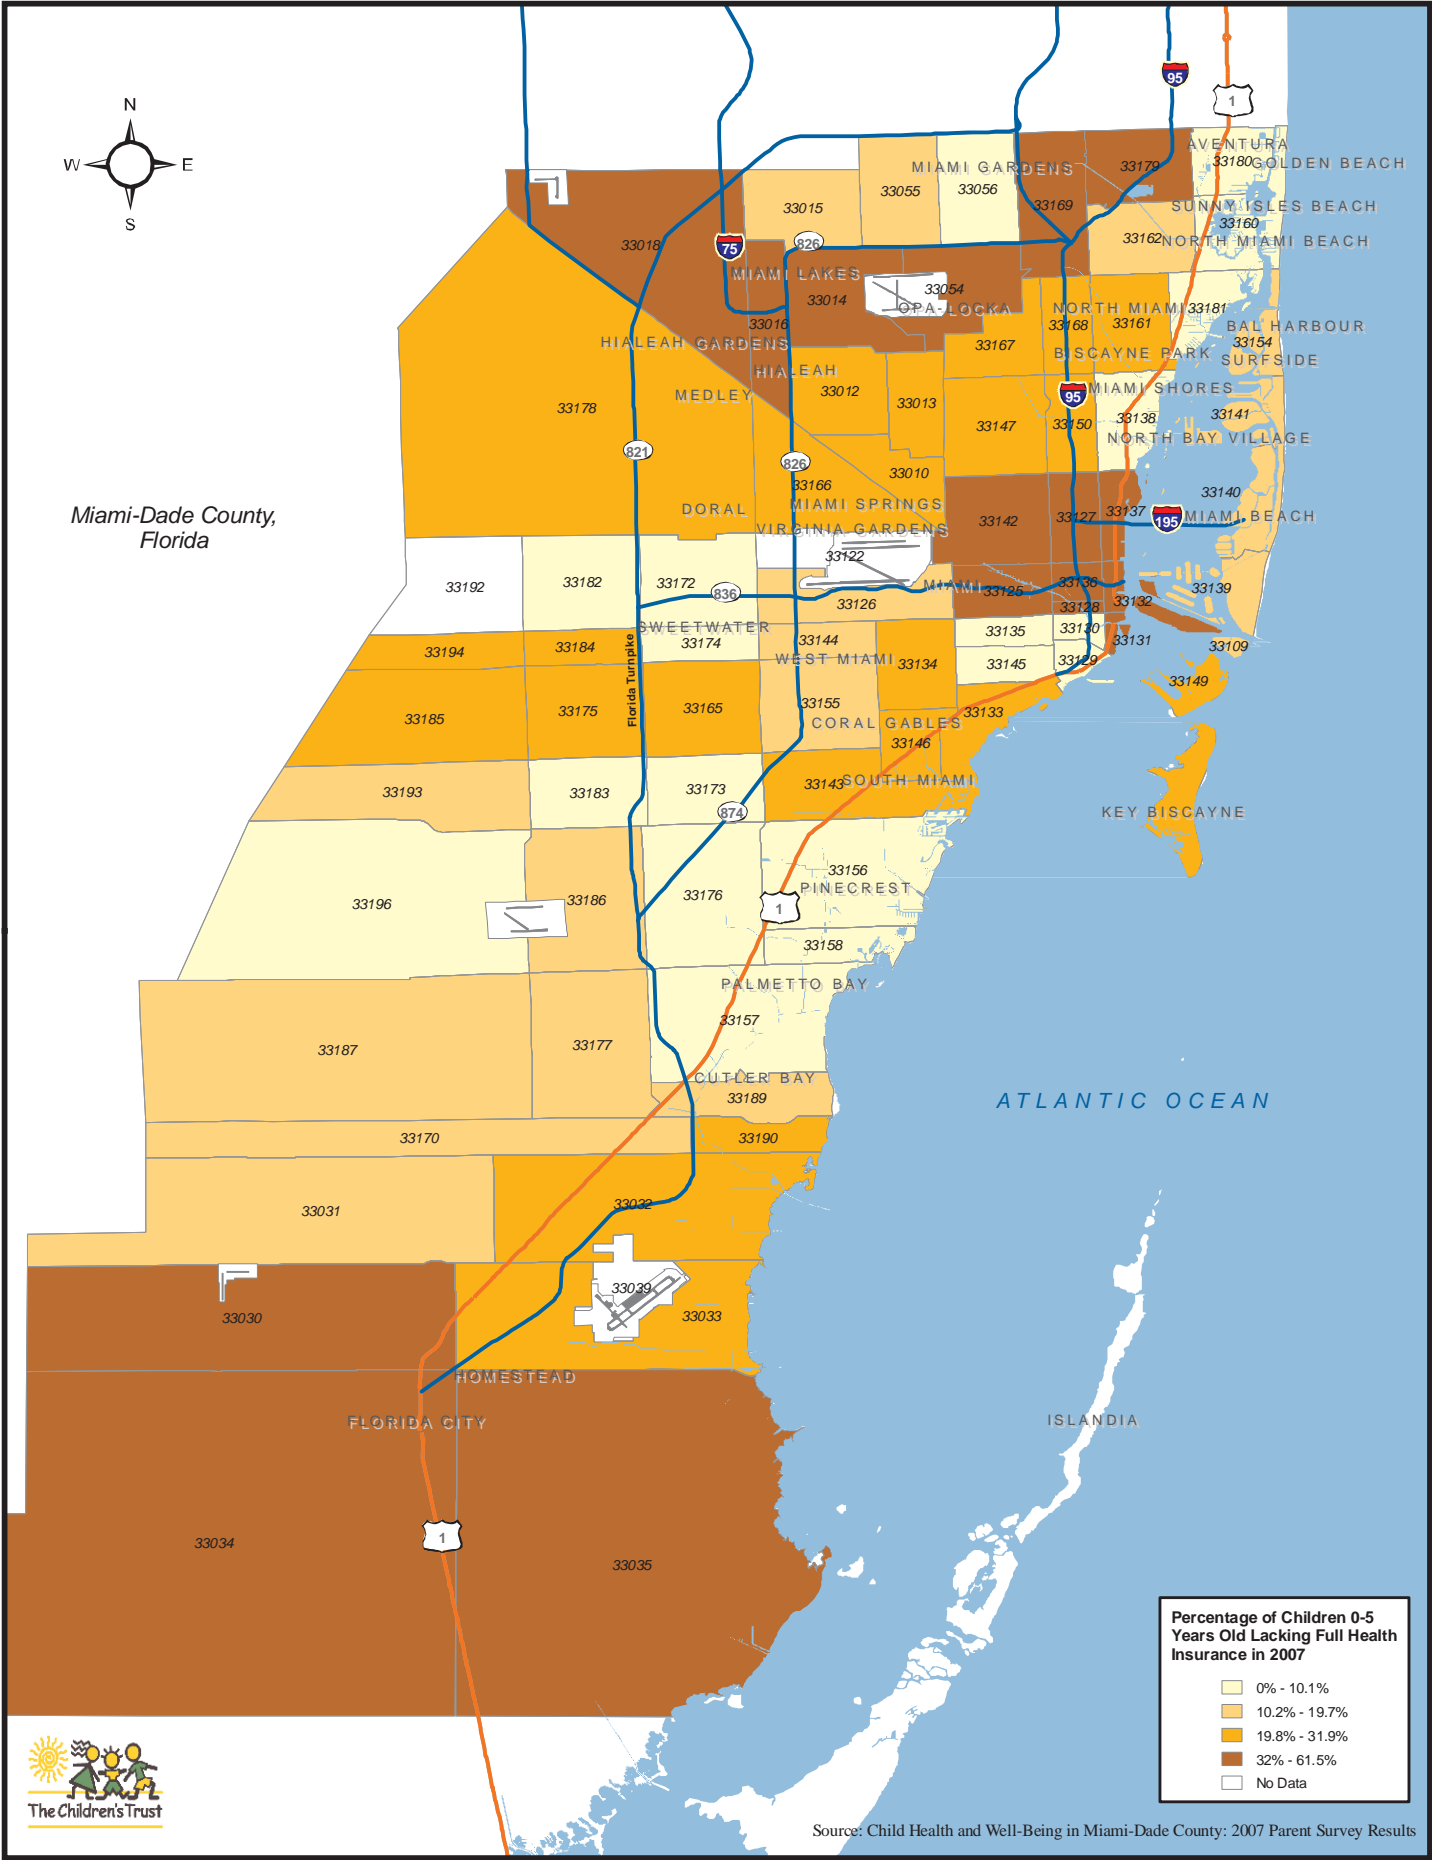 95
1
N
W E
S
AVENTURA
33180 GOLDEN BEACH
MIAMI GARDENS
33179
33055
33056
33169
33015
SUNNY ISLES BEACH
33160
33162 NORTH MIAMI BEACH
33018
75
826
MIAMI LAKES
33014
33054
OPA-LOCKA
33016
NORTH MIAMI
33181
33168
33161
BAL HARBOUR
33154
SURFSIDE
HIALEAH GARDENS
33167
BISCAYNE PARK
HIALEAH
MEDLEY
33012
33013
95
MIAMI SHORES
33178
33147
33150
33138
33141
NORTH BAY VILLAGE
821
826
33010
33166
33140
DORAL
MIAMI SPRINGS
33142
33127
33137
195
MIAMI BEACH
VIRGINIA GARDENS
Miami-Dade County,
Florida
33122
33192
33182
33172
836
MIAMI
33125
33136
33139
33126
33128
33132
SWEETWATER
33174
33144
33135
33130
33131
33194
33184
WEST MIAMI
33134
33145
33129
33109
33149
Florida Turnpike
33185
33175
33165
33155
CORAL GABLES
33133
33146
33193
33183
33173
33143
SOUTH MIAMI
874
KEY BISCAYNE
33156
PINECREST
33196
33186
33176
1
33158
PALMETTO BAY
33157
33187
33177
CUTLER BAY
33189
ATLANTIC OCEAN
33170
33190
33031
33032
33039
33030
33033
HOMESTEAD
FLORIDA CITY
ISLANDIA
1
33034
33035
Percentage of Children 0-5
Years Old Lacking Full Health
Insurance in 2007
0% - 10.1%
10.2% - 19.7%
19.8% - 31.9%
32% - 61.5%
No Data
The Children's Trust
Source: Child Health and Well-Being in Miami-Dade County: 2007 Parent Survey Results